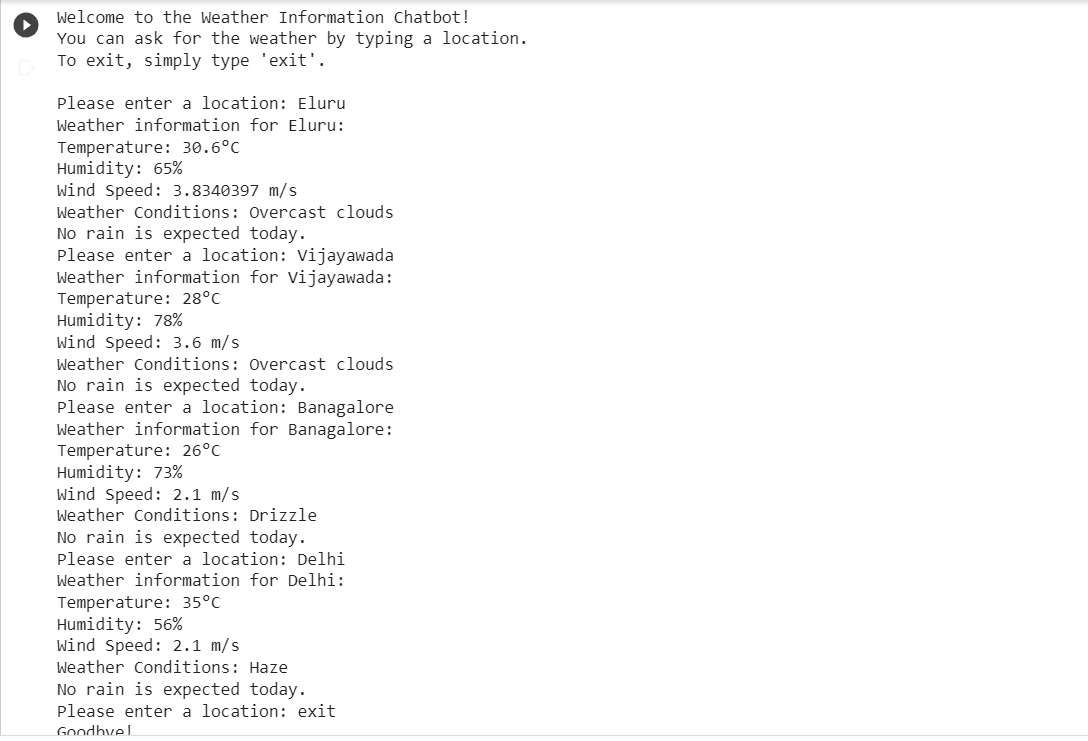 Welcome to the Weather Information Chatbot!
You can ask for the weather by typing a location.
To exit, simply type 'exit'.
Please enter a location: Eluru
Weather information for Eluru:
Temperature: 30.6°C
Humidity: 65%
Wind Speed: 3.8340397 m/s
Weather Conditions: Overcast clouds
No rain is expected today.
Please enter a location: Vijayawada
Weather information for Vijayawada:
Temperature: 28°C
Humidity: 78%
Wind Speed: 3.6 m/s
Weather Conditions: Overcast clouds
No rain is expected today.
Please enter a location: Banagalore
Weather information for Banagalore:
Temperature: 26°C
Humidity: 73%
Wind Speed: 2.1 m/s
Weather Conditions: Drizzle
No rain is expected today.
Please enter a location: Delhi
Weather information for Delhi:
Temperature: 35°C
Humidity: 56%
Wind Speed: 2.1 m/s
Weather Conditions: Haze
No rain is expected today.
Please enter a location: exit
Goodbye!